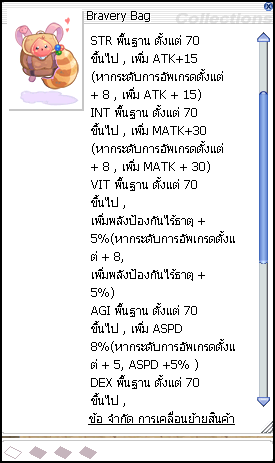 Bravery Bag
Collections
STR พื้นฐาน ตั้งแต่ 70
ขึ้นไป , เพิ่ม ATK+15
(หากระดับการอัพเกรดตั้งแต่
+ 8 , เพิ่ม ATK + 15)
INT พื้นฐาน ตั้งแต่ 70
ขึ้นไป , เพิ่ม MATK+30
(หากระดับการอัพเกรดตั้งแต่
+ 8 , เพิ่ม MATK + 30)
VIT พื้นฐาน ตั้งแต่ 70
ขึ้นไป ,
เพิ่มพลังป้องกันไร้ธาตุ +
5%(หากระดับการอัพเกรดตั้งแ
ต่ + 8,
เพิ่มพลังป้องกันไร้ธาตุ +
5%)
AGI พื้นฐาน ตั้งแต่ 70
ขึ้นไป , เพิ่ม ASPD
8%(หากระดับการอัพเกรดตั้งแ
ต่ + 5, ASPD +5% )
DEX พื้นฐาน ตั้งแต่ 70
ขึ้นไป ,
ข้อ จำกัด การเคลื่อนย้ายสินค้า